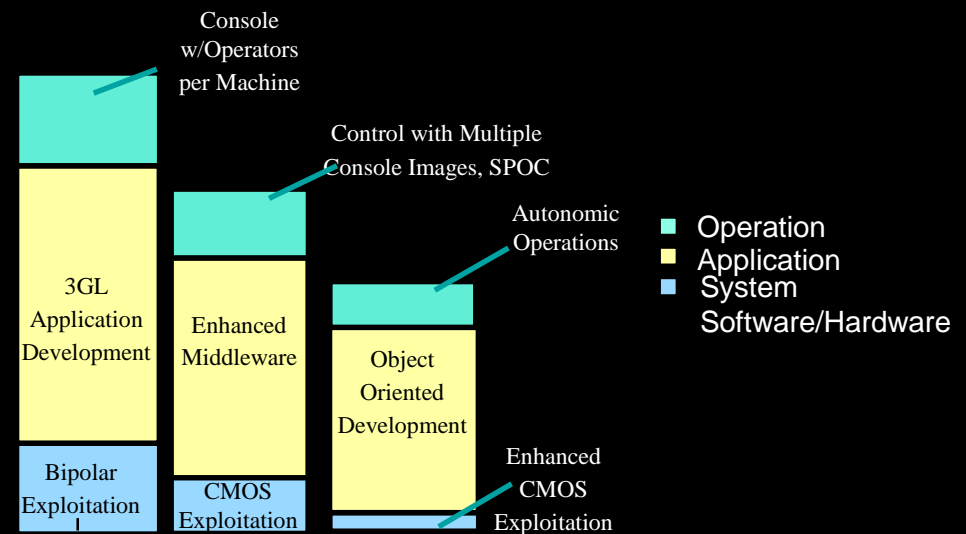 Console
w/Operators
per Machine
Control with Multiple
Console Images, SPOC
Autonomic
Operations
Operation
Application
System
Software/Hardware
3GL
Application
Development
Enhanced
Middleware
Object
Oriented
Development
Bipolar
Exploitation
CMOS
Exploitation
Enhanced
CMOS
Exploitation